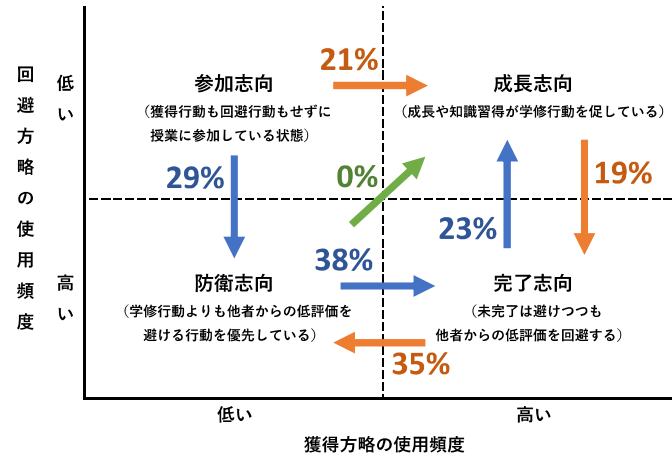 回避方略の使用頻度
低い
高い
参加志向
（獲得行動も回避行動もせずに
授業に参加している状態）
21%
成長志向
（成長や知識習得が学修行動を促している）
29%
0%
23%
19%
防衛志向
（学修行動よりも他者からの低評価を
避ける行動を優先している）
38%
完了志向
（未完了は避けつつも
他者からの低評価を回避する）
35%
低い
高い
獲得方略の使用頻度